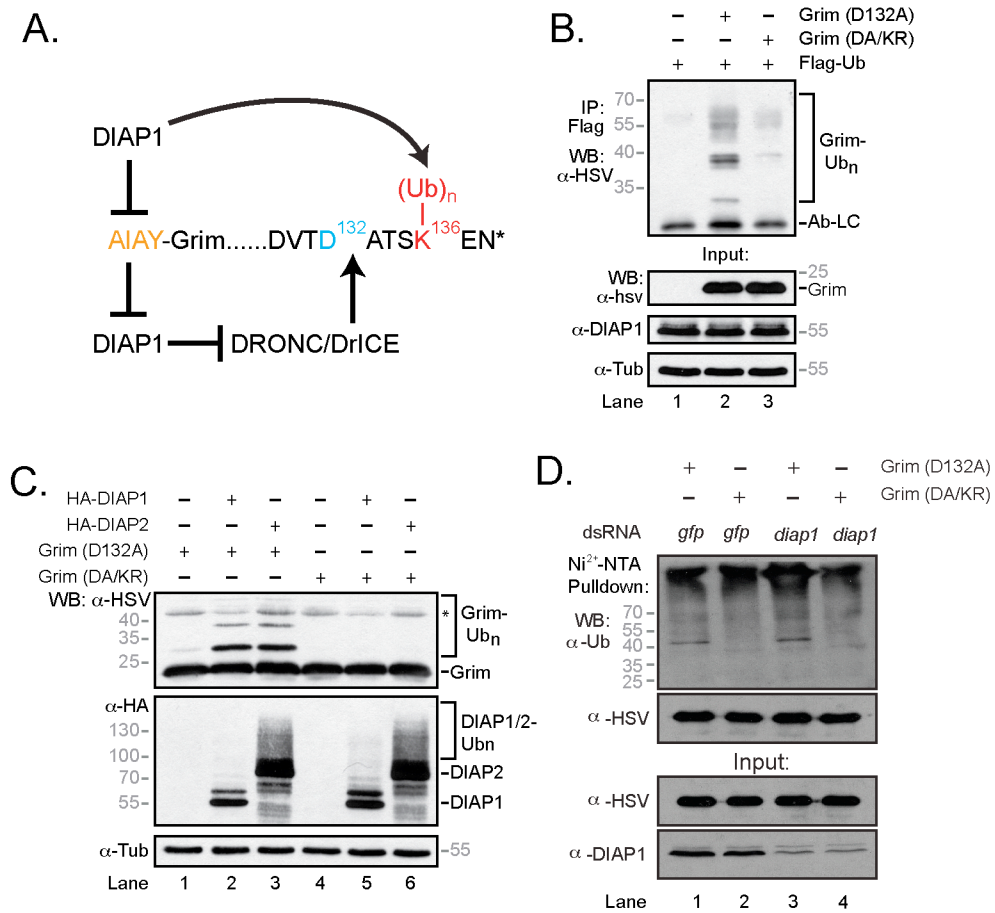 A.
DIAP1
(Ub)n
AIAY-Grim......DVTD132ATSK136EN*
DIAP1
DRONC/DrICE
B.
− + − Grim (D132A)
− − + Grim (DA/KR)
+ + + Flag-Ub
IP: Flag
WB: α-HSV
70
55
40
35
Grim-Ubn
Ab-LC
Input:
WB: α-hsv
25
Grim
α-DIAP1
55
α-Tub
55
Lane 1 2 3
C.
HA-DIAP1 − + − − + −
HA-DIAP2 − − + − − +
Grim (D132A) + + + − − −
Grim (DA/KR) − − − + + +
WB: α-HSV
40
35
25
*
Grim-Ubn
Grim
α-HA
130
100
70
55
DIAP1/2-Ubn
DIAP2
DIAP1
α-Tub
55
Lane 1 2 3 4 5 6
D.
+ − + − Grim (D132A)
− + − + Grim (DA/KR)
dsRNA gfp gfp diap1 diap1
Ni2+-NTA
Pulldown:
WB:
α-Ub
70
55
40
35
25
α-HSV
Input:
α-HSV
α-DIAP1
Lane 1 2 3 4